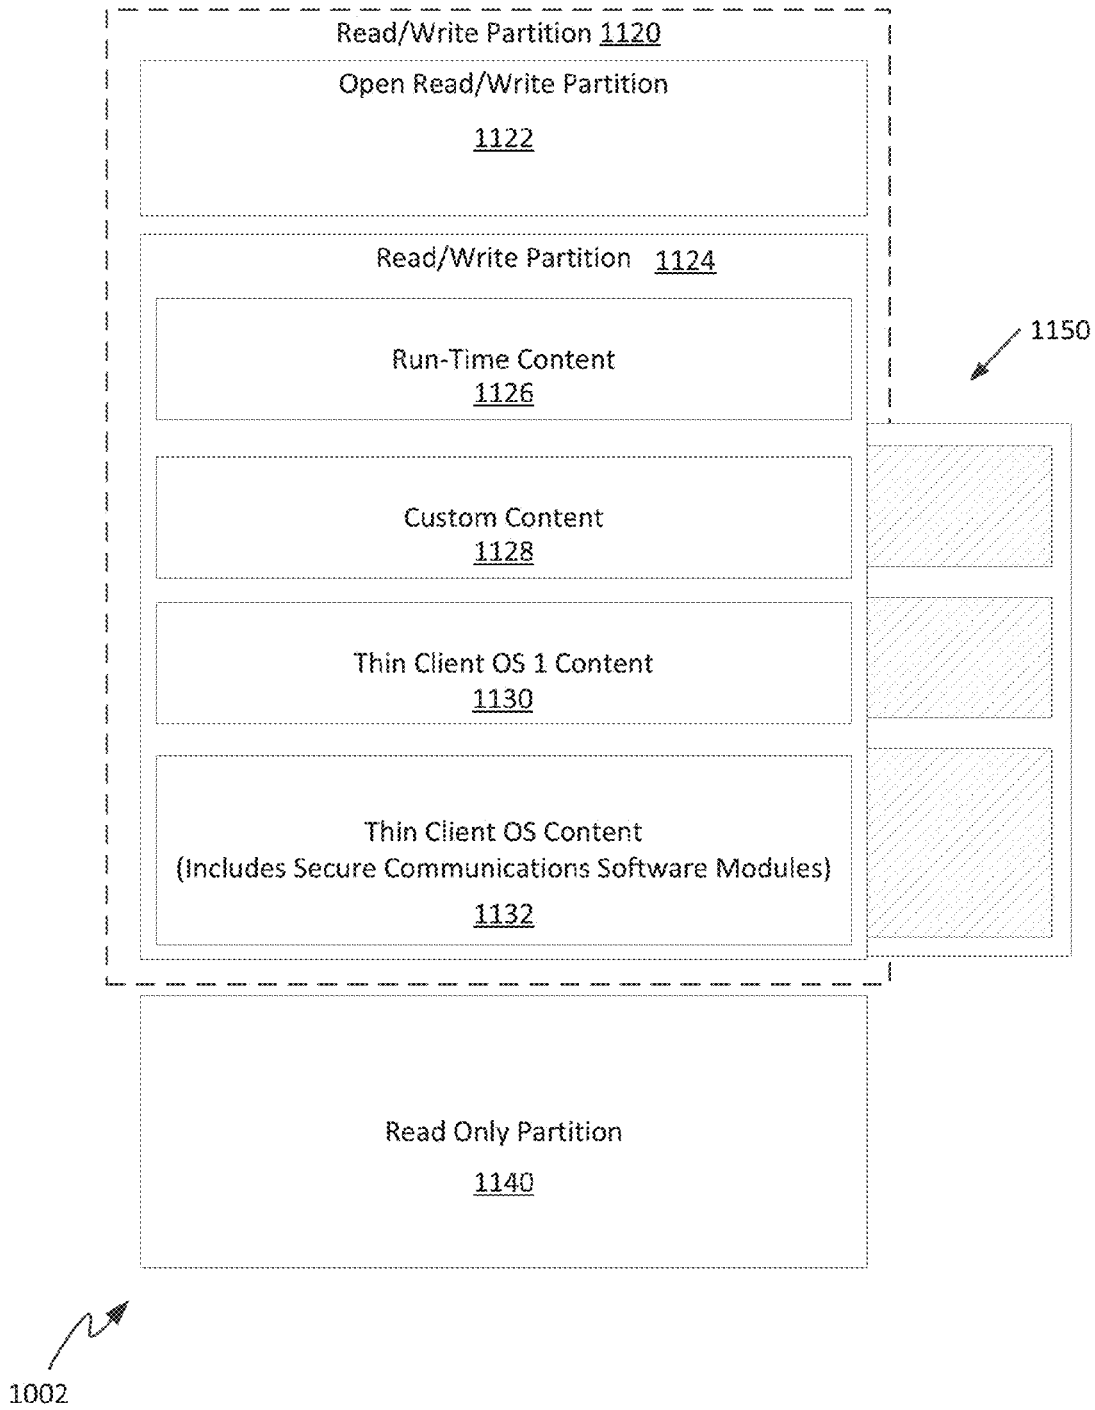 Read/Write Partition 1120
Open Read/Write Partition
1122
Read/Write Partition 1124
Run-Time Content
1126
1150
Custom Content
1128
Thin Client OS 1 Content
1130
Thin Client OS Content
(Includes Secure Communications Software Modules)
1132
Read Only Partition
1140
1002